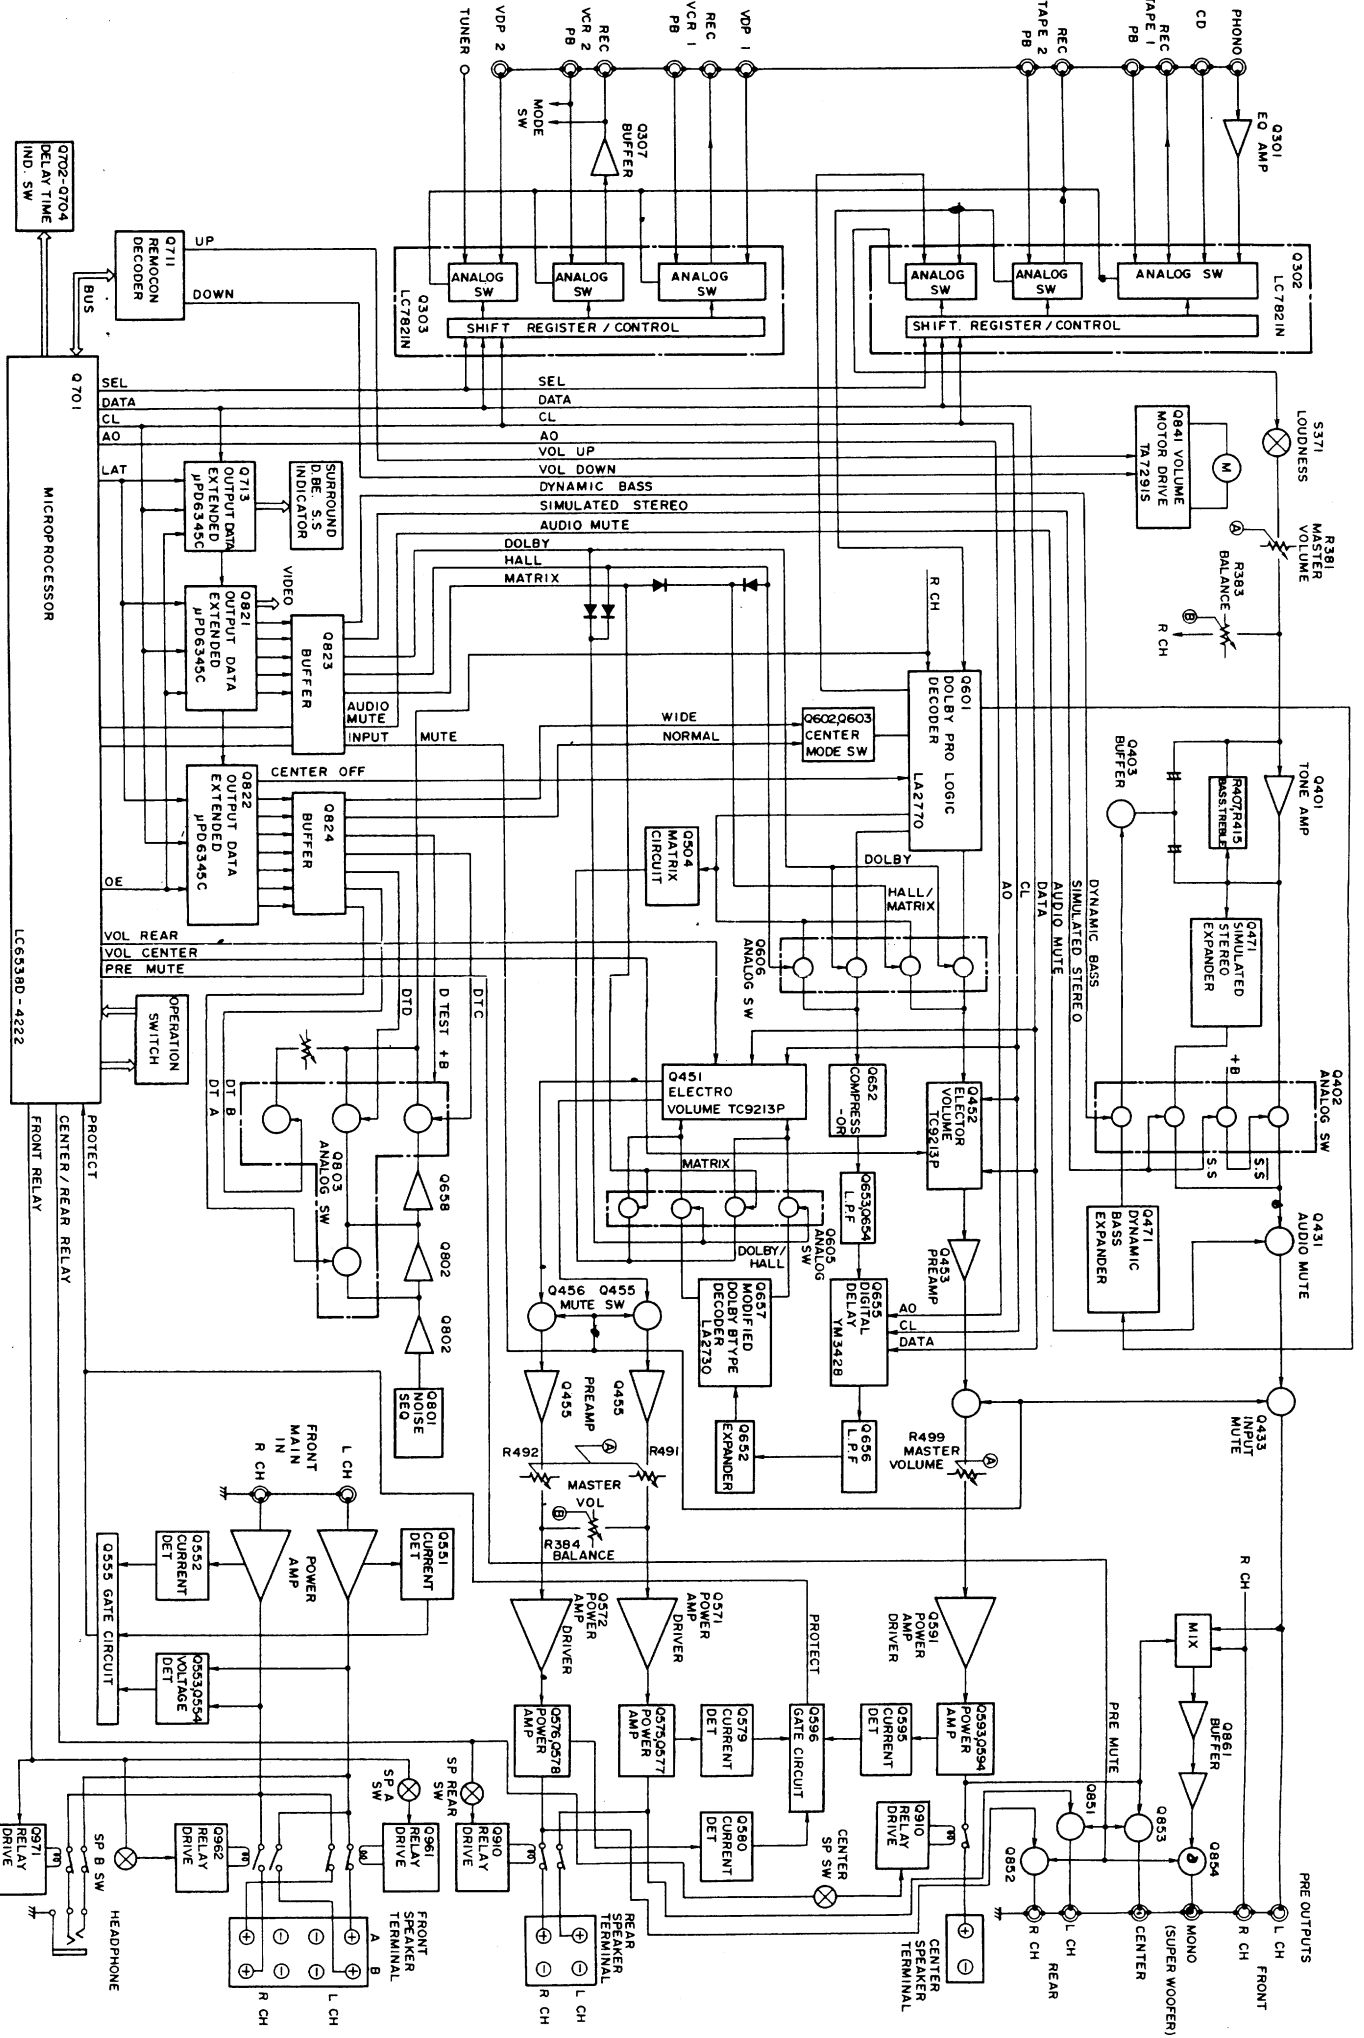 PHONO
CD
REC
TAPE 1
PB
REC
TAPE 2
PB
VDP 1
REC
VCR 1
PB
REC
VCR 2
PB
VDP 2
TUNER
Q301
EQ AMP
Q307
BUFFER
MODE
SW
Q302
LC7821N
ANALOG SW
ANALOG
SW
ANALOG
SW
SHIFT. REGISTER/CONTROL
Q303
LC7821N
ANALOG
SW
ANALOG
SW
ANALOG
SW
SHIFT REGISTER/CONTROL
Q702-Q704
DELAY TIME
IND. SW
Q711
REMOCON
DECODER
UP
DOWN
BUS
Q701
MICROPROCESSOR
LC6538D-4222
SEL
DATA
CL
AO
LAT
OE
VOL REAR
VOL CENTER
PRE MUTE
SEL
DATA
CL
AO
VOL UP
VOL DOWN
DYNAMIC BASS
SIMULATED STEREO
AUDIO MUTE
DOLBY
HALL
MATRIX
S371
LOUDNESS
Q841 VOLUME
MOTOR DRIVE
TA7291S
M
R381
MASTER
VOLUME
A
R383
BALANCE
B
R CH
SURROUND
D.BE. S.S
INDICATOR
Q713
OUTPUT DATA
EXTENDED
μPD6345C
VIDEO
Q821
OUTPUT DATA
EXTENDED
μPD6345C
Q823
BUFFER
AUDIO
MUTE
INPUT MUTE
CENTER OFF
Q822
OUTPUT DATA
EXTENDED
μPD6345C
Q824
BUFFER
WIDE
NORMAL
Q602,Q603
CENTER
MODE SW
R CH
Q601
DOLBY PRO LOGIC
DECODER
LA2770
Q504
MATRIX
CIRCUIT
DOLBY
HALL/
MATRIX
Q606
ANALOG SW
Q403
BUFFER
R407,R415
BASS.TREBLE
Q401
TONE AMP
Q471
SIMULATED
STEREO
EXPANDER
DYNAMIC BASS
SIMULATED STEREO
AUDIO MUTE
DATA
CL
AO
Q402
ANALOG SW
+B
S.S
S.S
Q471
DYNAMIC
BASS
EXPANDER
Q431
AUDIO MUTE
OPERATION
SWITCH
PROTECT
CENTER/REAR RELAY
FRONT RELAY
DTD
D TEST +B
DTC
DT B
DT A
Q803
ANALOG SW
Q658
Q802
Q802
Q801
NOISE
SEQ
Q451
ELECTRO
VOLUME TC9213P
Q652
COMPRESS
-OR
Q452
ELECTOR
VOLUME
TC9213P
MATRIX
Q605
ANALOG
SW
DOLBY/
HALL
Q653,Q654
L.P.F
Q453
PREAMP
Q456 Q455
MUTE SW
Q657
MODIFIED
DOLBY BTYPE
DECODER
LA2730
Q655
DIGITAL
DELAY
YM3428
AO
CL
DATA
Q455
PREAMP
Q455
Q652
EXPANDER
Q656
L.P.F
Q433
INPUT
MUTE
R499
MASTER
VOLUME
A
R492
R491
A
MASTER
VOL
B
R384
BALANCE
FRONT
MAIN
IN
L CH
R CH
POWER
AMP
Q551
CURRENT
DET
Q552
CURRENT
DET
Q553,Q554
VOLTAGE
DET
Q555 GATE CIRCUIT
Q572
POWER
AMP
DRIVER
Q571
POWER
AMP
DRIVER
Q591
POWER
AMP
DRIVER
PROTECT
Q576,Q578
POWER
AMP
Q575,Q577
POWER
AMP
Q579
CURRENT
DET
Q596
GATE CIRCUIT
Q595
CURRENT
DET
Q593,Q594
POWER
AMP
Q580
CURRENT
DET
R CH
MIX
Q861
BUFFER
PRE MUTE
Q851
Q853
Q852
Q854
CENTER
SP SW
Q910
RELAY
DRIVE
SP REAR
SW
Q910
RELAY
DRIVE
SP A
SW
Q961
RELAY
DRIVE
Q962
RELAY
DRIVE
SP B SW
Q971
RELAY
DRIVE
HEADPHONE
FRONT
SPEAKER
TERMINAL
A
B
R CH
L CH
REAR
SPEAKER
TERMINAL
R CH
L CH
CENTER
SPEAKER
TERMINAL
PRE OUTPUTS
L CH
R CH
FRONT
MONO
(SUPER WOOFER)
CENTER
L CH
R CH
REAR